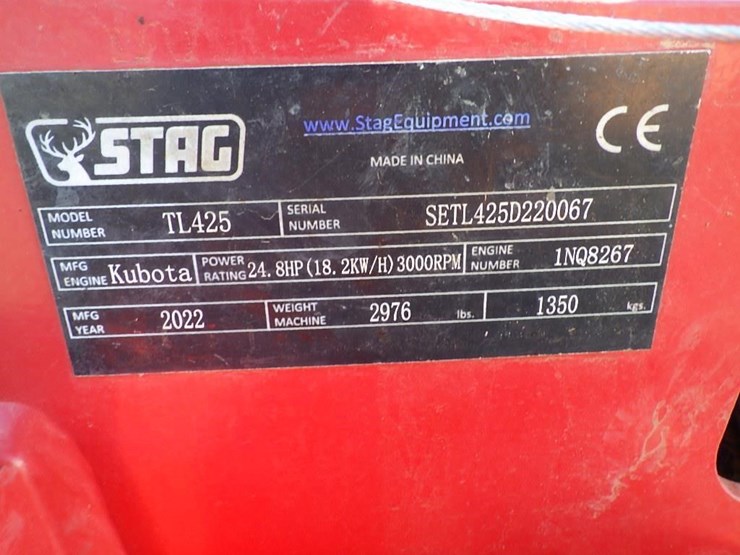 STAG
www.StagEquipment.com
CE
MADE IN CHINA
MODEL NUMBER TL425 SERIAL NUMBER SETL425D220067
MFG ENGINE Kubota POWER RATING 24.8HP(18.2KW/H)3000RPM ENGINE NUMBER 1NQ8267
MFG YEAR 2022 WEIGHT MACHINE 2976 lbs. 1350 kgs.